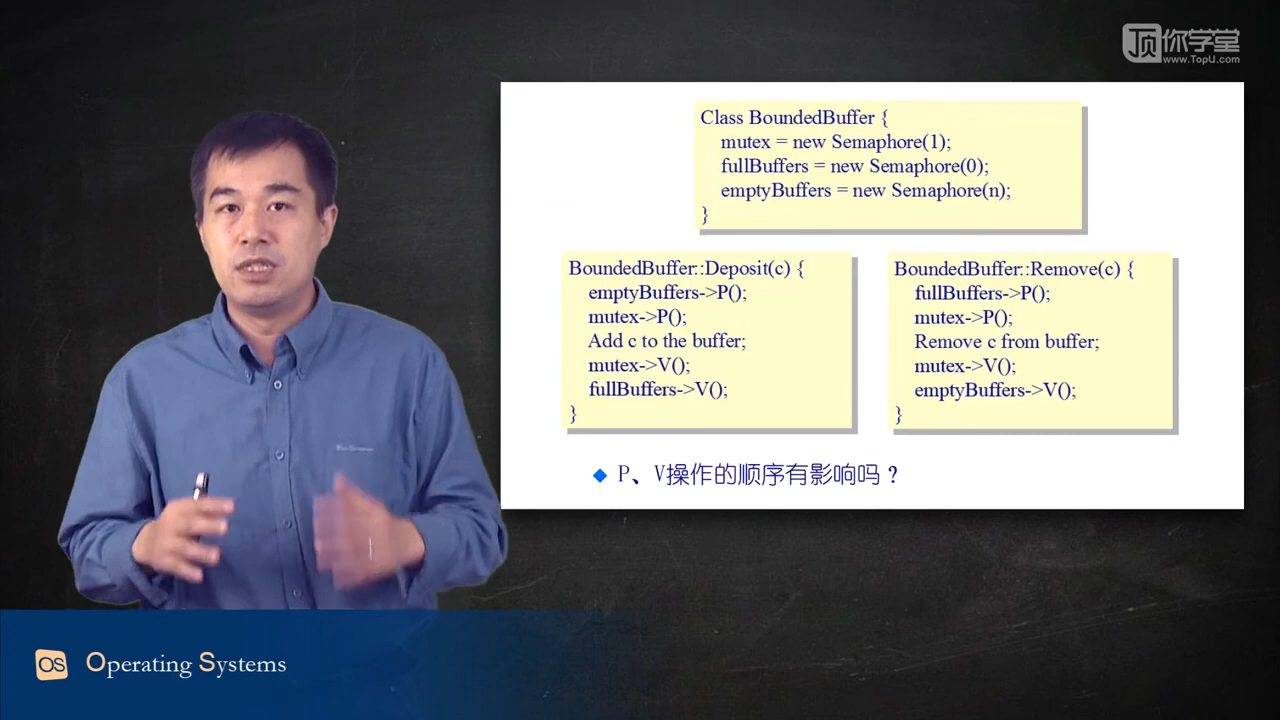 顶你学堂
www.TopU.com
Class BoundedBuffer {
mutex = new Semaphore(1);
fullBuffers = new Semaphore(0);
emptyBuffers = new Semaphore(n);
}
BoundedBuffer::Deposit(c) {
emptyBuffers->P();
mutex->P();
Add c to the buffer;
mutex->V();
fullBuffers->V();
}
BoundedBuffer::Remove(c) {
fullBuffers->P();
mutex->P();
Remove c from buffer;
mutex->V();
emptyBuffers->V();
}
P、V操作的顺序有影响吗？
OS Operating Systems